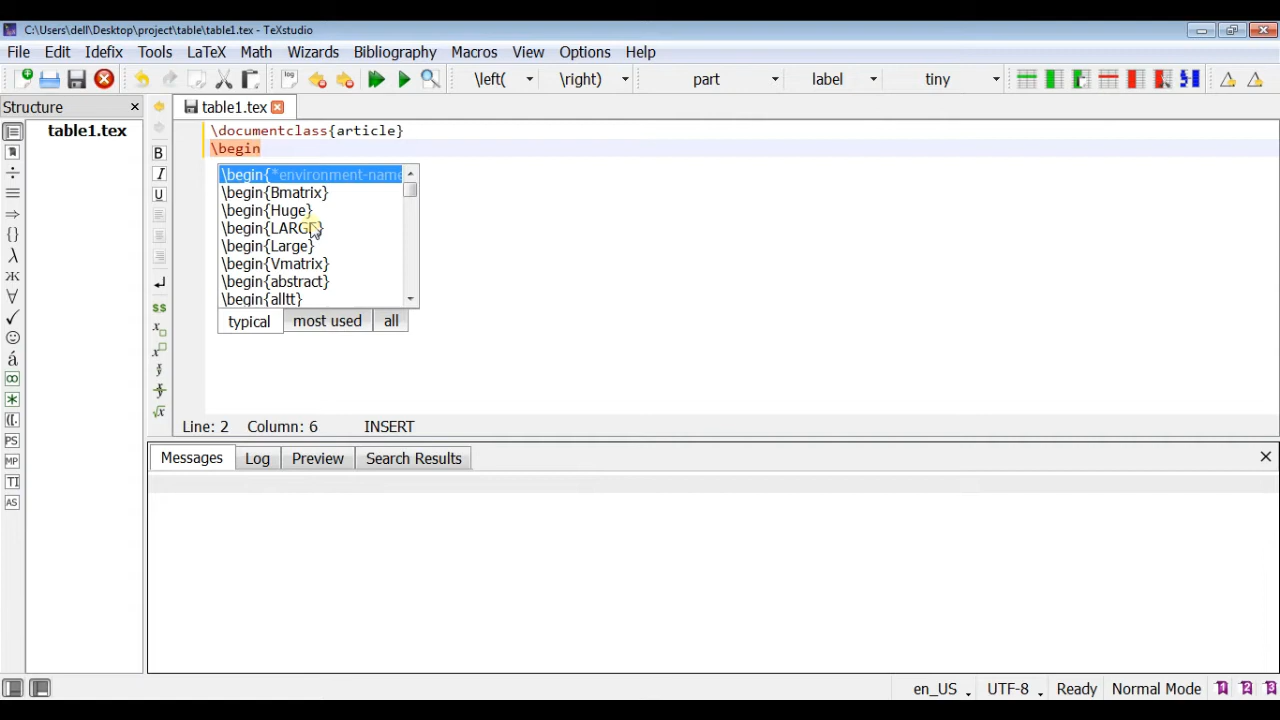 C:\Users\dell\Desktop\project\table\table1.tex - TeXstudio
File Edit Idefix Tools LaTeX Math Wizards Bibliography Macros View Options Help
\left( \right) part label tiny
Structure
table1.tex
table1.tex
\documentclass{article}
\begin
\begin{*environment-name
\begin{Bmatrix}
\begin{Huge}
\begin{LARGE}
\begin{Large}
\begin{Vmatrix}
\begin{abstract}
\begin{alltt}
typical most used all
Line: 2 Column: 6 INSERT
Messages Log Preview Search Results
en_US UTF-8 Ready Normal Mode